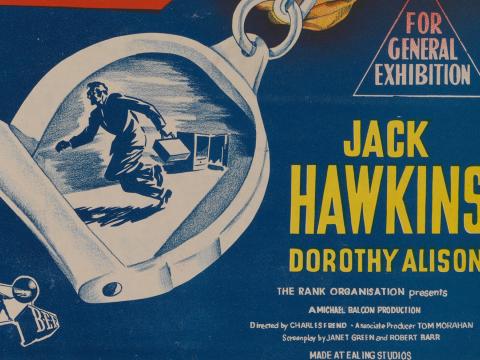 FOR
GENERAL
EXHIBITION
JACK
HAWKINS
DOROTHY ALISON
THE RANK ORGANISATION presents
A MICHAEL BALCON PRODUCTION
Directed by CHARLES FREND · Associate Producer TOM MORAHAN
Screenplay by JANET GREEN and ROBERT BARR
MADE AT EALING STUDIOS